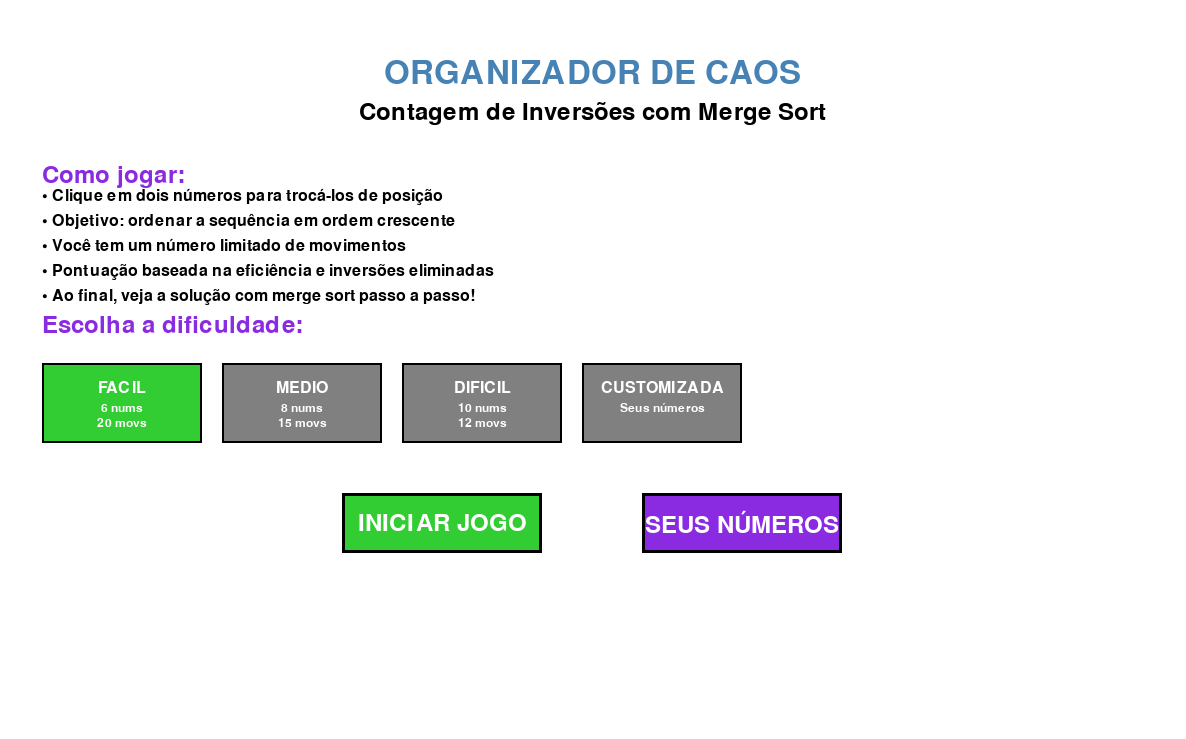 ORGANIZADOR DE CAOS
Contagem de Inversões com Merge Sort
Como jogar:
• Clique em dois números para trocá-los de posição
• Objetivo: ordenar a sequência em ordem crescente
• Você tem um número limitado de movimentos
• Pontuação baseada na eficiência e inversões eliminadas
• Ao final, veja a solução com merge sort passo a passo!
Escolha a dificuldade:
FACIL
6 nums
20 movs
MEDIO
8 nums
15 movs
DIFICIL
10 nums
12 movs
CUSTOMIZADA
Seus números
INICIAR JOGO
SEUS NÚMEROS